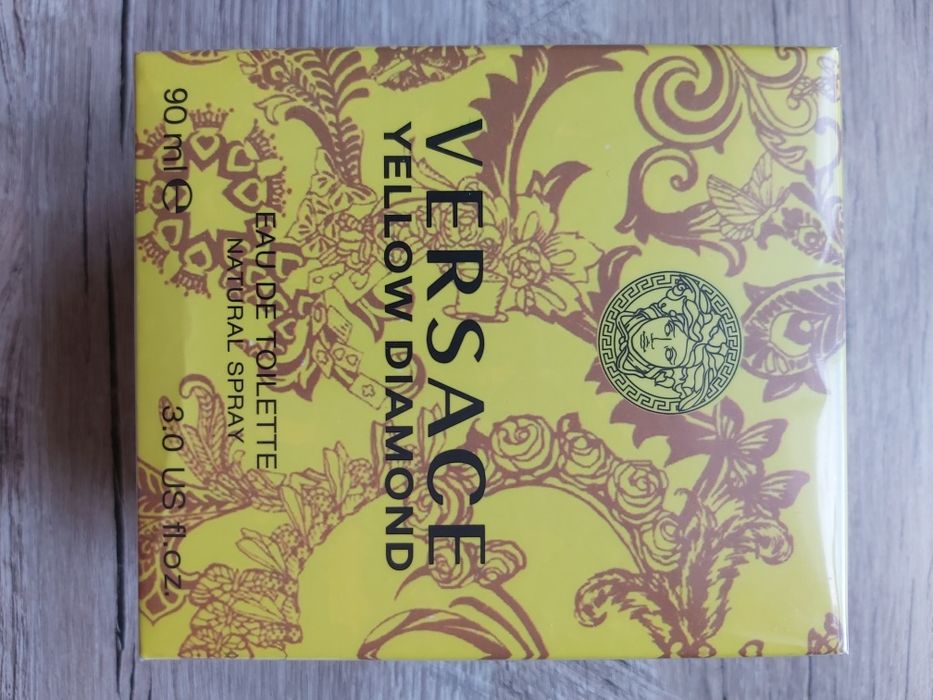 VERSACE
YELLOW DIAMOND
EAU DE TOILETTE
NATURAL SPRAY
90 ml ℮ 3.0 US fl.oz.